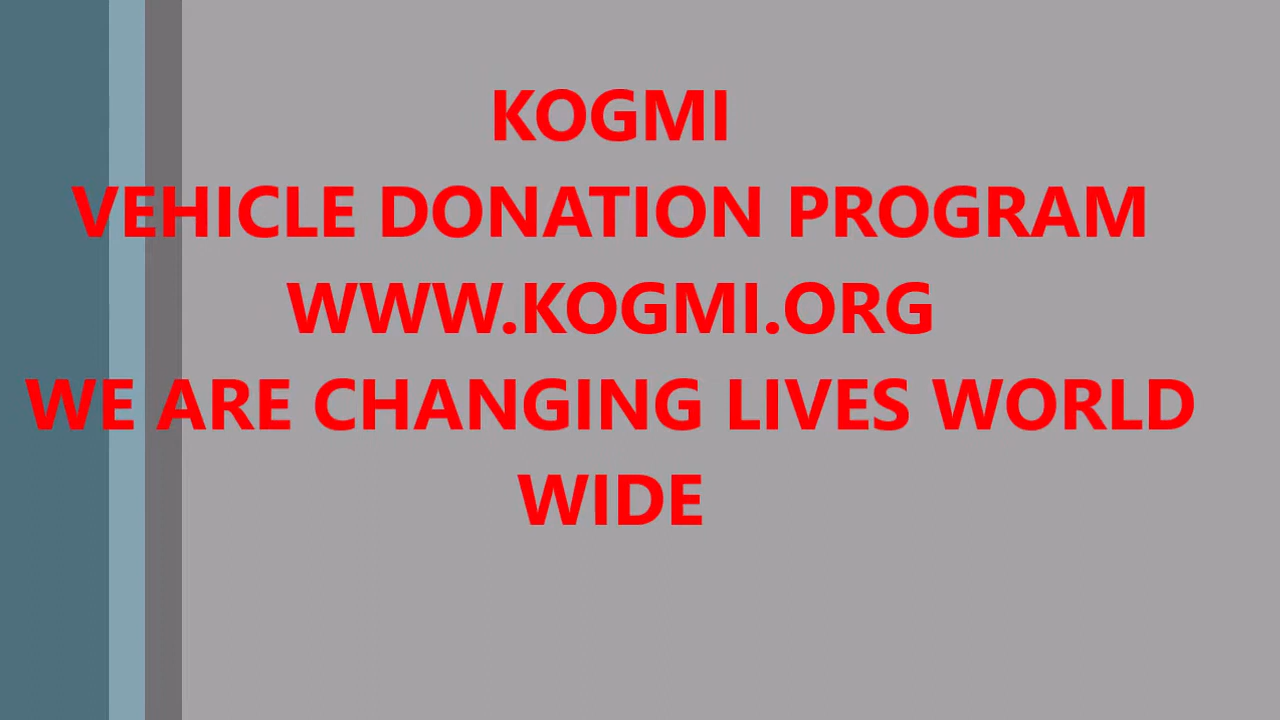 KOGMI
VEHICLE DONATION PROGRAM
WWW.KOGMI.ORG
WE ARE CHANGING LIVES WORLD
WIDE